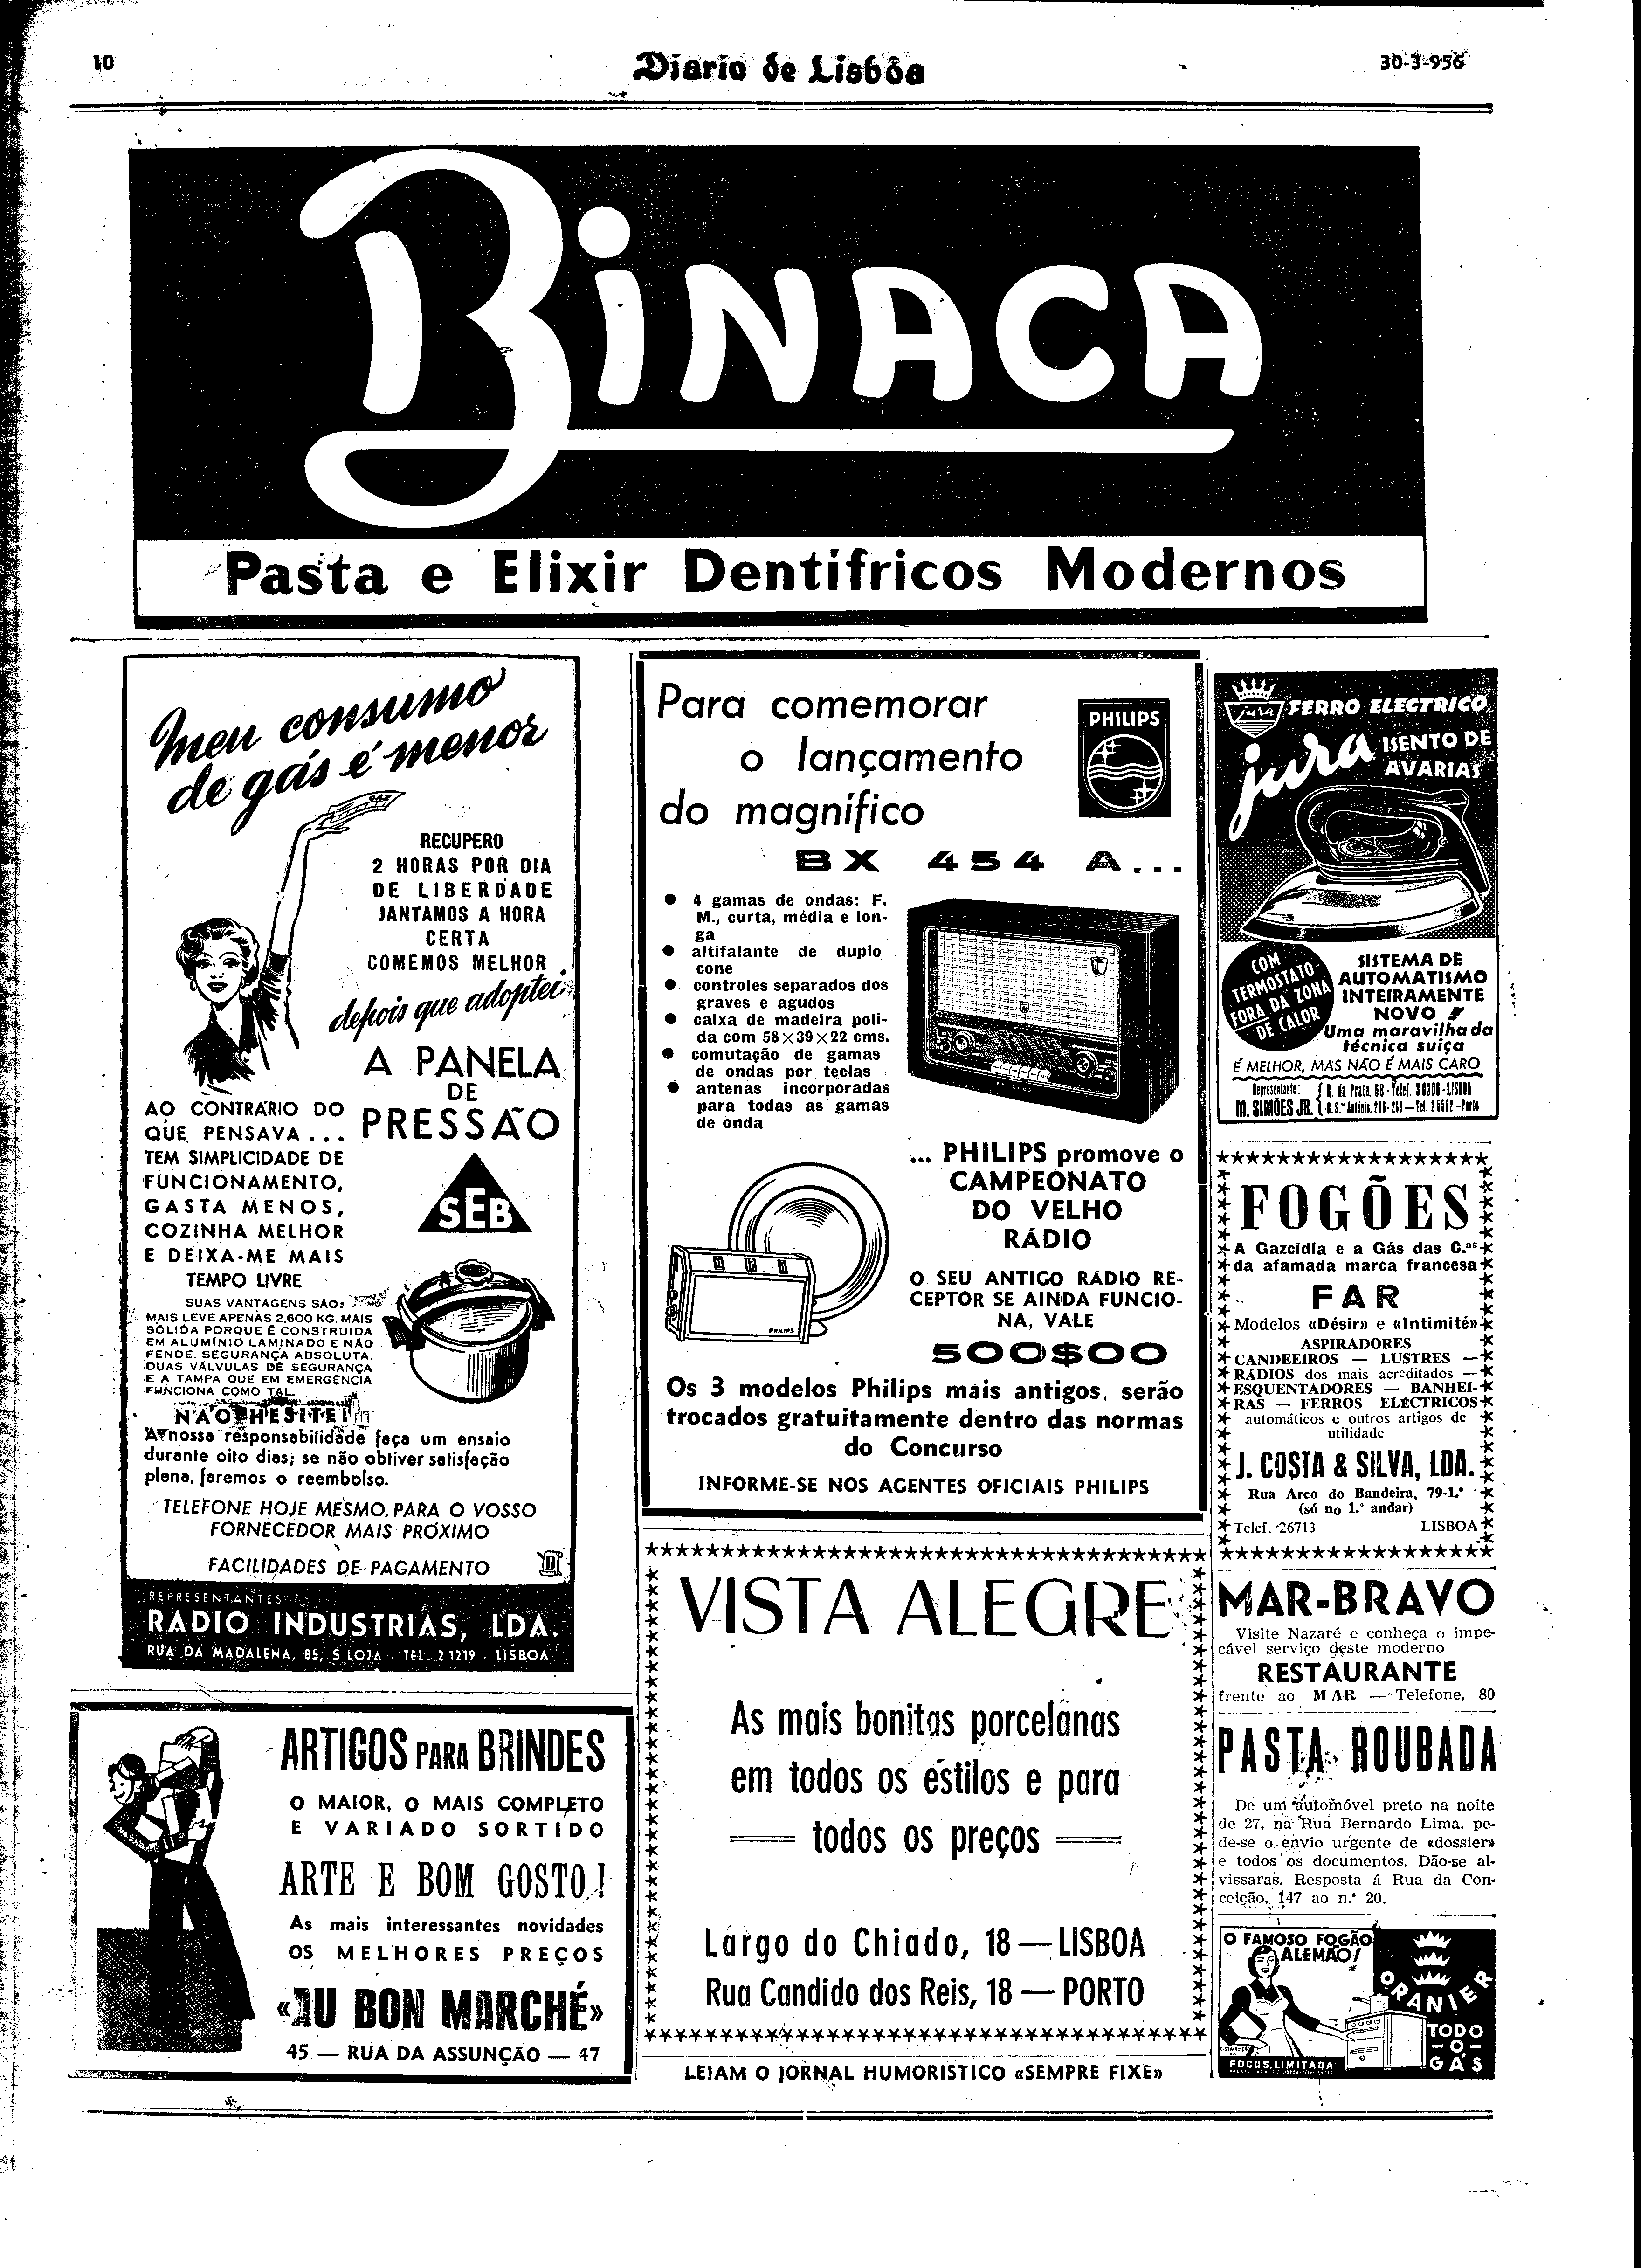 10
Diario de Lisbôa
30-3-956
BINACA
Pasta e Elixir Dentifricos Modernos
Meu consumo
de gás é menor
GAZ
RECUPERO
2 HORAS POR DIA
DE LIBERDADE
JANTAMOS A HORA
CERTA
COMEMOS MELHOR
depois que adoptei
A PANELA
DE
PRESSÃO
SEB
AO CONTRÁRIO DO
QUE PENSAVA...
TEM SIMPLICIDADE DE
FUNCIONAMENTO,
GASTA MENOS,
COZINHA MELHOR
E DEIXA-ME MAIS
TEMPO LIVRE
SUAS VANTAGENS SÃO:
MAIS LEVE APENAS 2,600 KG. MAIS
SÓLIDA PORQUE É CONSTRUIDA
EM ALUMÍNIO LAMINADO E NÃO
FENDE. SEGURANÇA ABSOLUTA.
DUAS VÁLVULAS DE SEGURANÇA
E A TAMPA QUE EM EMERGÊNCIA
FUNCIONA COMO TAL.
NÃO HESITE!
A nossa responsabilidade faça um ensaio
durante oito dias; se não obtiver satisfação
plena, faremos o reembolso.
TELEFONE HOJE MESMO, PARA O VOSSO
FORNECEDOR MAIS PRÓXIMO
FACILIDADES DE PAGAMENTO
REPRESENTANTES
RADIO INDUSTRIAS, LDA.
RUA DA MADALENA, 85, S LOJA - TEL. 2 1219 - LISBOA
ARTIGOS PARA BRINDES
O MAIOR, O MAIS COMPLETO
E VARIADO SORTIDO
ARTE E BOM GOSTO!
As mais interessantes novidades
OS MELHORES PREÇOS
«AU BON MARCHÉ»
45 — RUA DA ASSUNÇÃO — 47
Para comemorar
o lançamento
do magnífico
PHILIPS
BX 454 A...
● 4 gamas de ondas: F.
M., curta, média e lon-
ga
● altifalante de duplo
cone
● controles separados dos
graves e agudos
● caixa de madeira poli-
da com 58×39×22 cms.
● comutação de gamas
de ondas por teclas
● antenas incorporadas
para todas as gamas
de onda
... PHILIPS promove o
CAMPEONATO
DO VELHO
RÁDIO
PHILIPS
O SEU ANTIGO RÁDIO RE-
CEPTOR SE AINDA FUNCIO-
NA, VALE
500$00
Os 3 modelos Philips mais antigos, serão
trocados gratuitamente dentro das normas
do Concurso
INFORME-SE NOS AGENTES OFICIAIS PHILIPS
VISTA ALEGRE
As mais bonitas porcelanas
em todos os estilos e para
todos os preços
Largo do Chiado, 18 — LISBOA
Rua Candido dos Reis, 18 — PORTO
LEIAM O JORNAL HUMORISTICO «SEMPRE FIXE»
jura
FERRO ELECTRICO
jura
ISENTO DE
AVARIAS
COM
TERMOSTATO
FORA DA ZONA
DE CALOR
SISTEMA DE
AUTOMATISMO
INTEIRAMENTE
NOVO!
Uma maravilha da
técnica suiça
É MELHOR, MAS NÃO É MAIS CARO
Representante: R. da Prata, 88 - Telef. 30306 - LISBOA
M. SIMÕES JR. R. S.ta António, 206-208 — Tel. 25502 - Porto
FOGÕES
A Gazcidla e a Gás das C.as
da afamada marca francesa
FAR
Modelos «Désir» e «Intimité»
ASPIRADORES
CANDEEIROS — LUSTRES —
RÁDIOS dos mais acreditados —
ESQUENTADORES — BANHEI-
RAS — FERROS ELÉCTRICOS
automáticos e outros artigos de
utilidade
J. COSTA & SILVA, LDA.
Rua Arco do Bandeira, 79-1.º
(só no 1.º andar)
Telef. 26713 LISBOA
MAR-BRAVO
Visite Nazaré e conheça o impe-
cável serviço deste moderno
RESTAURANTE
frente ao MAR — Telefone, 80
PASTA ROUBADA
De um automóvel preto na noite
de 27, na Rua Bernardo Lima, pe-
de-se o envio urgente de «dossier»
e todos os documentos. Dão-se al-
vissaras. Resposta á Rua da Con-
ceição, 147 ao n.º 20.
O FAMOSO FOGÃO
ALEMÃO!
ORANIER
TODO
-O-
GÁS
FOCUS, LIMITADA